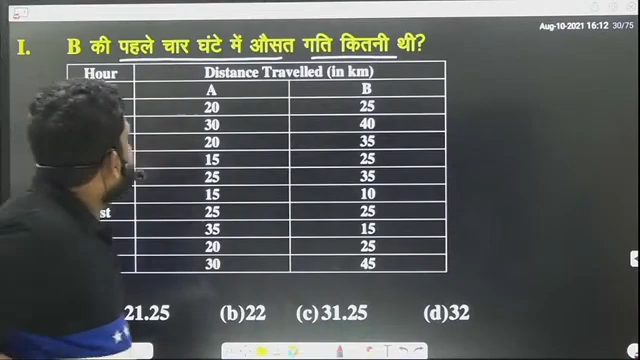 Aug-10-2021 16:12 30/75
I. B की पहले चार घंटे में औसत गति कितनी थी?
Hour Distance Travelled (in km)
A B
20 25
30 40
20 35
15 25
25 35
15 10
25 25
35 15
20 25
30 45
21.25 (b)22 (c) 31.25 (d)32